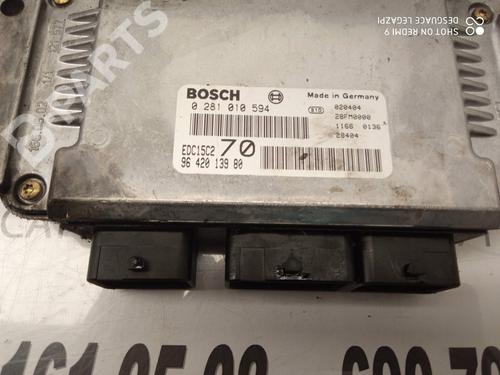 DESGUACE LEGAZPI
SHOT ON REDMI 9
B-PARTS
BOSCH
Made in Germany
0 281 010 594
020404
28FM0000
1166 0136
28404
EDC15C2
70
96 420 139 80